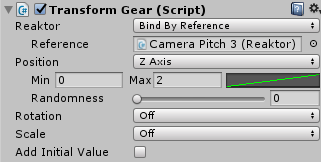 Transform Gear (Script)
Reaktor Bind By Reference
Reference Camera Pitch 3 (Reaktor)
Position Z Axis
Min 0 Max 2
Randomness 0
Rotation Off
Scale Off
Add Initial Value